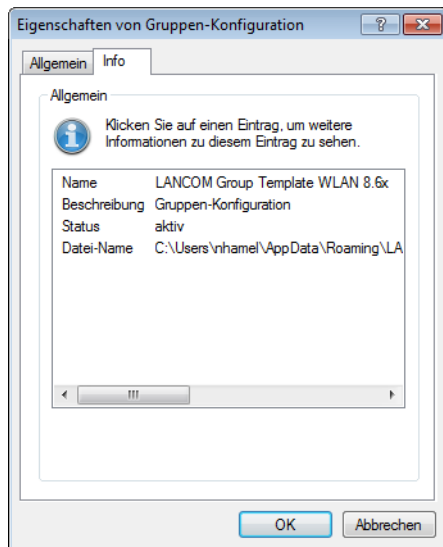 Eigenschaften von Gruppen-Konfiguration
Allgemein Info
Allgemein
Klicken Sie auf einen Eintrag, um weitere
Informationen zu diesem Eintrag zu sehen.
Name LANCOM Group Template WLAN 8.6x
Beschreibung Gruppen-Konfiguration
Status aktiv
Datei-Name C:\Users\nhamel\AppData\Roaming\LA
OK Abbrechen